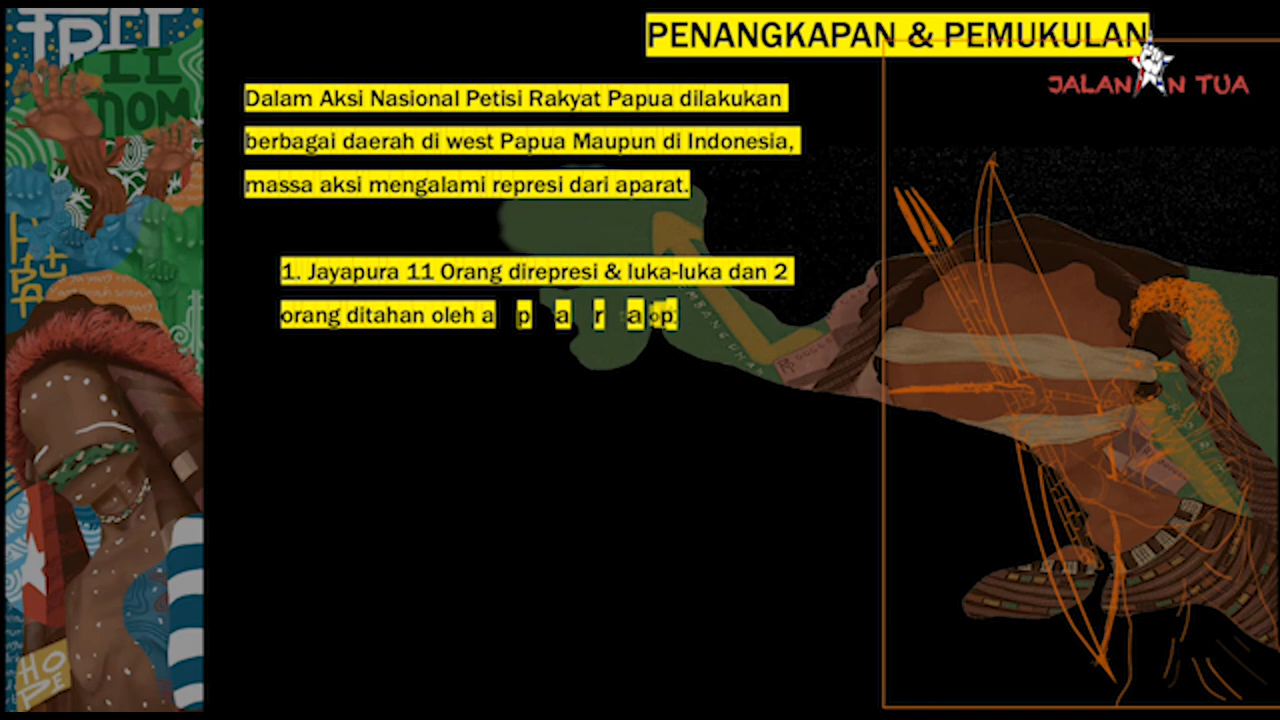 PENANGKAPAN & PEMUKULAN
JALANAN TUA
Dalam Aksi Nasional Petisi Rakyat Papua dilakukan
berbagai daerah di west Papua Maupun di Indonesia,
massa aksi mengalami represi dari aparat.
1. Jayapura 11 Orang direpresi & luka-luka dan 2
orang ditahan oleh a p a r a
HOPE